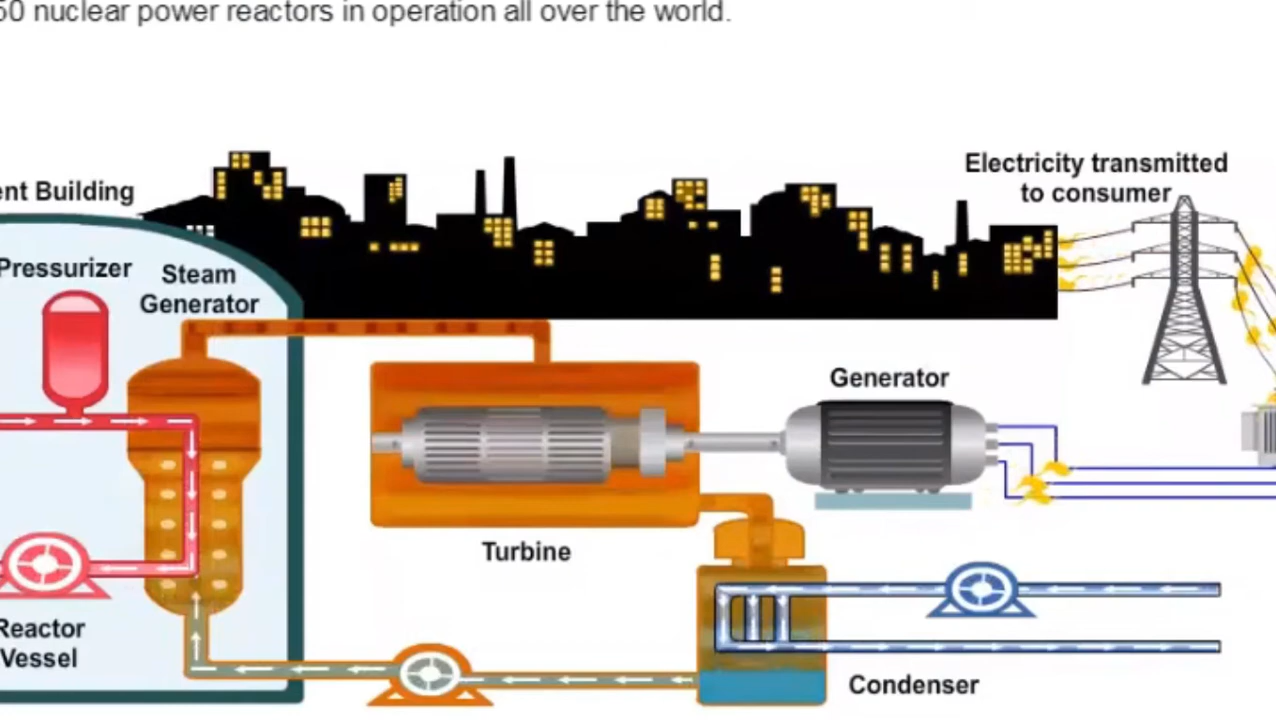 50 nuclear power reactors in operation all over the world.
Electricity transmitted
to consumer
ent Building
Pressurizer
Steam
Generator
Generator
Turbine
Reactor
Vessel
Condenser